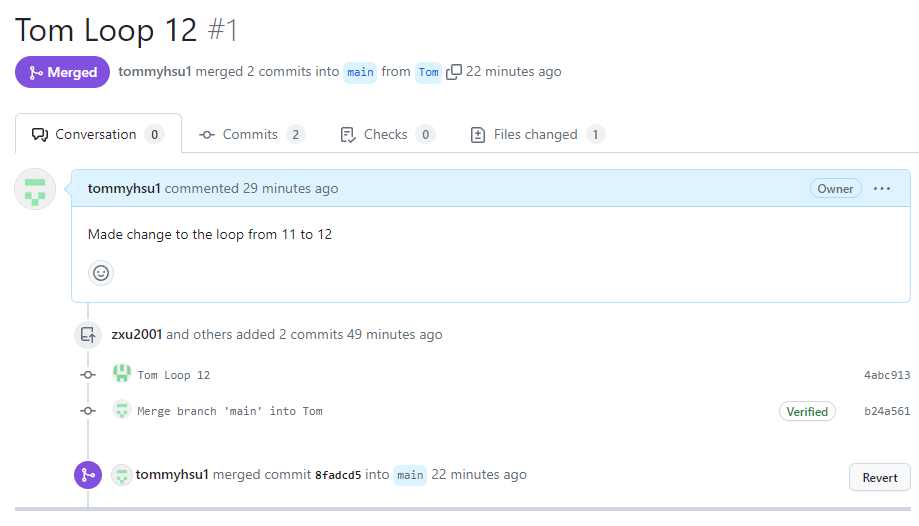 Tom Loop 12 #1
Merged tommyhsu1 merged 2 commits into main from Tom 22 minutes ago
Conversation 0 Commits 2 Checks 0 Files changed 1
tommyhsu1 commented 29 minutes ago Owner ...
Made change to the loop from 11 to 12
zxu2001 and others added 2 commits 49 minutes ago
Tom Loop 12 4abc913
Merge branch 'main' into Tom Verified b24a561
tommyhsu1 merged commit 8fadcd5 into main 22 minutes ago Revert